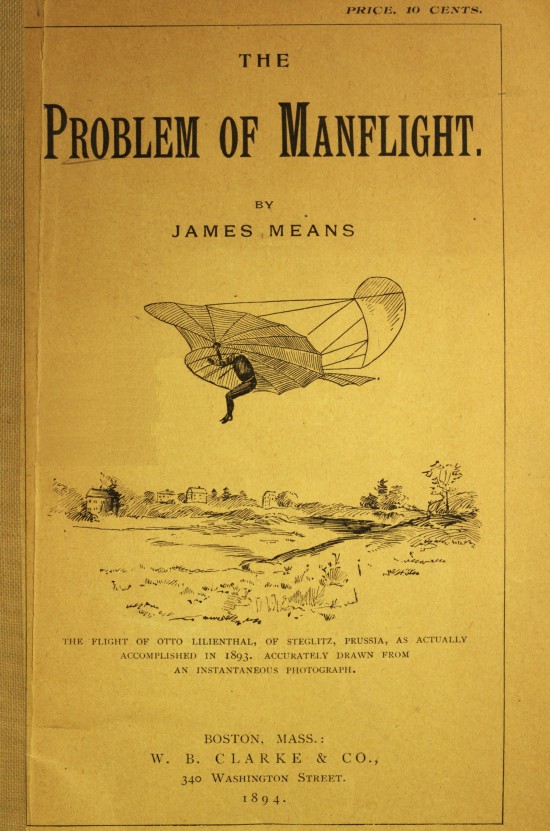 PRICE, 10 CENTS.
THE
PROBLEM OF MANFLIGHT.
BY
JAMES MEANS
THE FLIGHT OF OTTO LILIENTHAL, OF STEGLITZ, PRUSSIA, AS ACTUALLY
ACCOMPLISHED IN 1893. ACCURATELY DRAWN FROM
AN INSTANTANEOUS PHOTOGRAPH.
BOSTON, MASS.:
W. B. CLARKE & CO.,
340 WASHINGTON STREET.
1894.